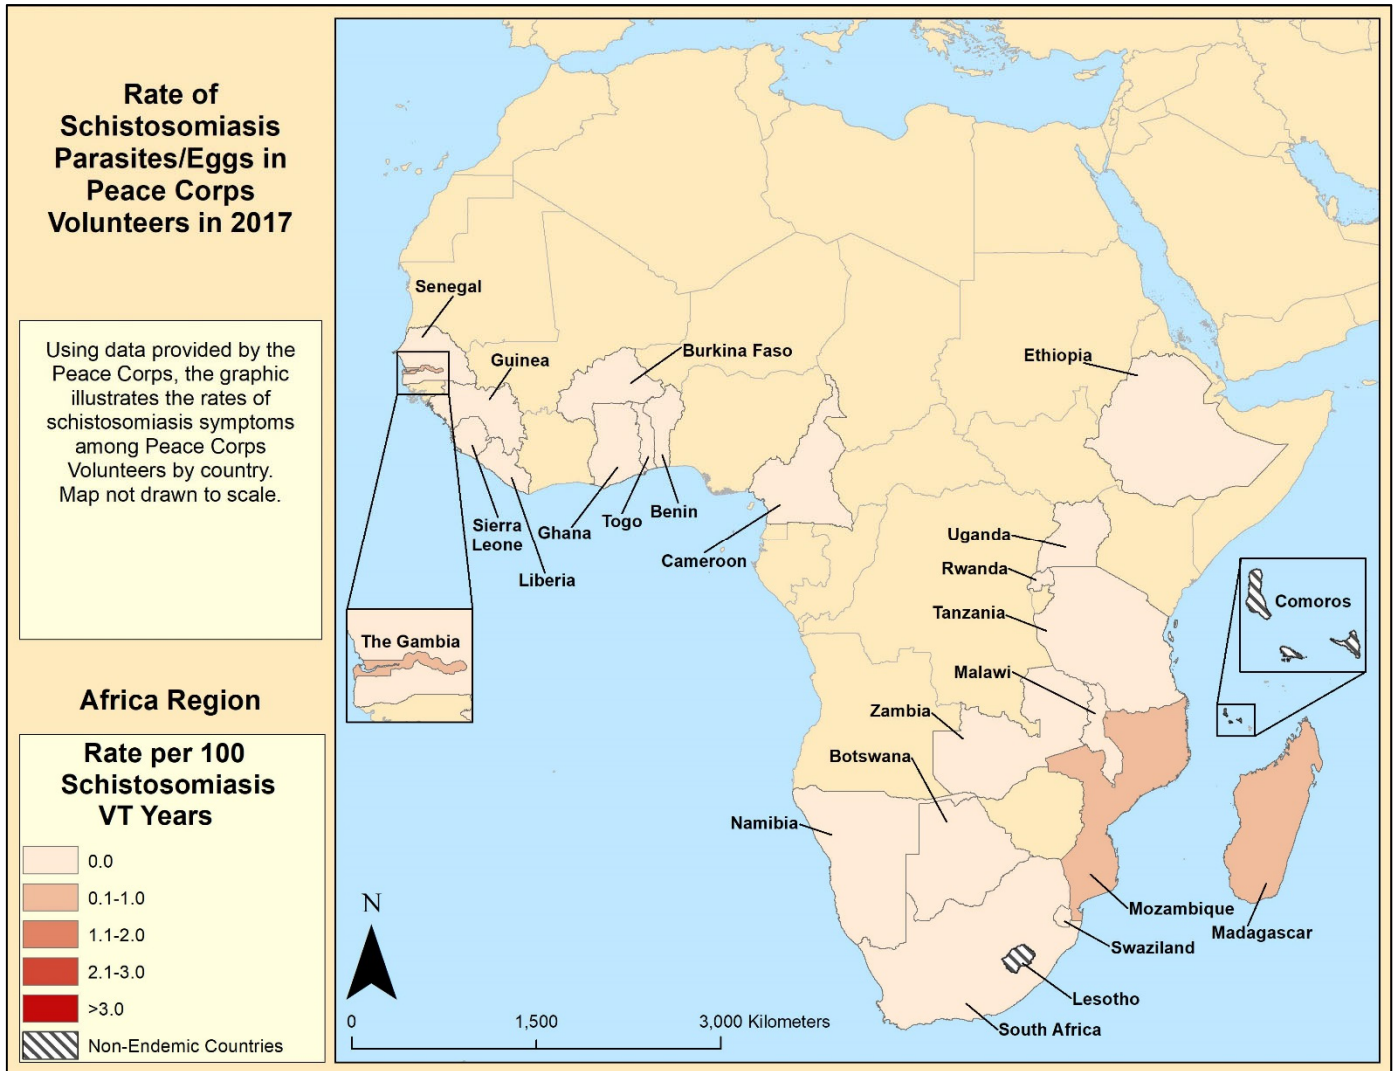 Rate of
Schistosomiasis
Parasites/Eggs in
Peace Corps
Volunteers in 2017
Using data provided by the
Peace Corps, the graphic
illustrates the rates of
schistosomiasis symptoms
among Peace Corps
Volunteers by country.
Map not drawn to scale.
Africa Region
Rate per 100
Schistosomiasis
VT Years
0.0
0.1-1.0
1.1-2.0
2.1-3.0
>3.0
Non-Endemic Countries
Senegal
Guinea
Burkina Faso
Ethiopia
Sierra
Leone
Liberia
Ghana
Togo
Benin
Cameroon
The Gambia
Uganda
Rwanda
Tanzania
Malawi
Zambia
Botswana
Namibia
Comoros
Mozambique
Madagascar
Swaziland
Lesotho
South Africa
N
0
1,500
3,000 Kilometers